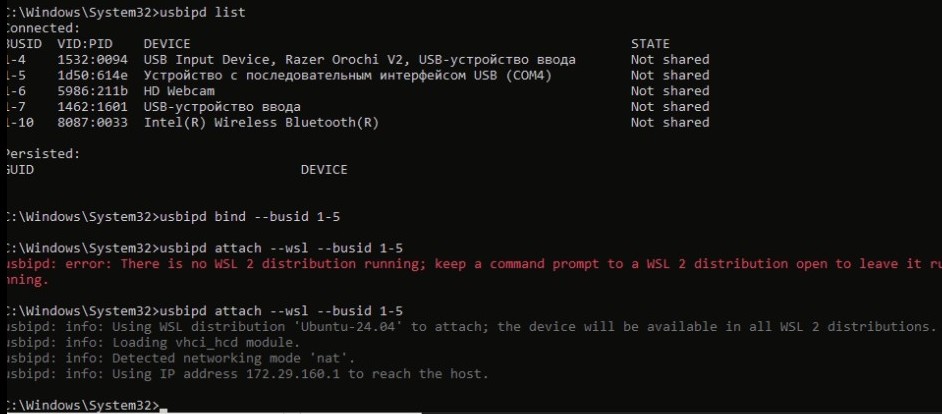 C:\Windows\System32>usbipd list
Connected:
BUSID  VID:PID    DEVICE                                                        STATE
1-4    1532:0094  USB Input Device, Razer Orochi V2, USB-устройство ввода       Not shared
1-5    1d50:614e  Устройство с последовательным интерфейсом USB (COM4)          Not shared
1-6    5986:211b  HD Webcam                                                     Not shared
1-7    1462:1601  USB-устройство ввода                                          Not shared
1-10   8087:0033  Intel(R) Wireless Bluetooth(R)                                Not shared
Persisted:
GUID                                  DEVICE
C:\Windows\System32>usbipd bind --busid 1-5
C:\Windows\System32>usbipd attach --wsl --busid 1-5
usbipd: error: There is no WSL 2 distribution running; keep a command prompt to a WSL 2 distribution open to leave it ru
nning.
C:\Windows\System32>usbipd attach --wsl --busid 1-5
usbipd: info: Using WSL distribution 'Ubuntu-24.04' to attach; the device will be available in all WSL 2 distributions.
usbipd: info: Loading vhci_hcd module.
usbipd: info: Detected networking mode 'nat'.
usbipd: info: Using IP address 172.29.160.1 to reach the host.
C:\Windows\System32>